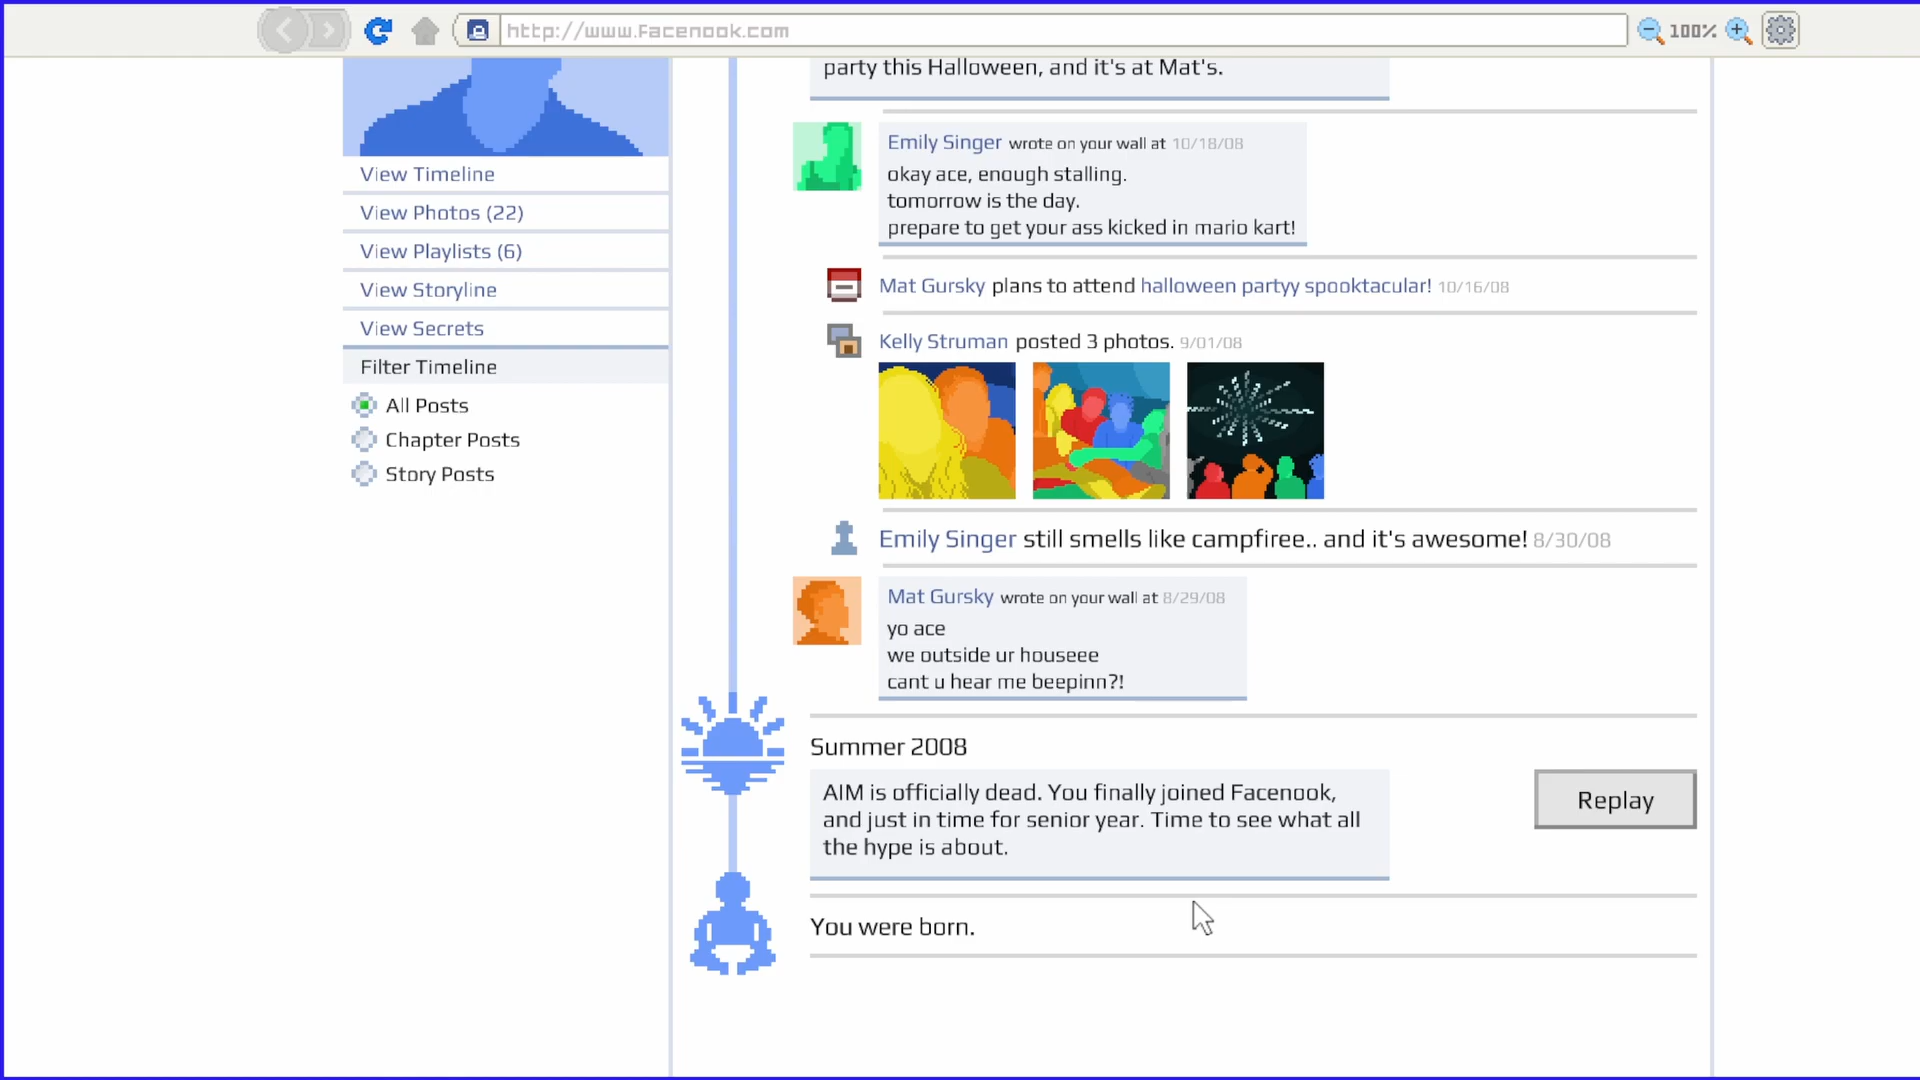 http://www.facenook.com
100%
party this Halloween, and it's at Mat's.
Emily Singer wrote on your wall at 10/18/08
okay ace, enough stalling.
tomorrow is the day.
prepare to get your ass kicked in mario kart!
View Timeline
View Photos (22)
View Playlists (6)
View Storyline
View Secrets
Filter Timeline
All Posts
Chapter Posts
Story Posts
Mat Gursky plans to attend halloween partyy spooktacular! 10/16/08
Kelly Struman posted 3 photos. 9/01/08
Emily Singer still smells like campfiree.. and it's awesome! 8/30/08
Mat Gursky wrote on your wall at 8/29/08
yo ace
we outside ur houseee
cant u hear me beepinn?!
Summer 2008
AIM is officially dead. You finally joined Facenook,
and just in time for senior year. Time to see what all
the hype is about.
Replay
You were born.